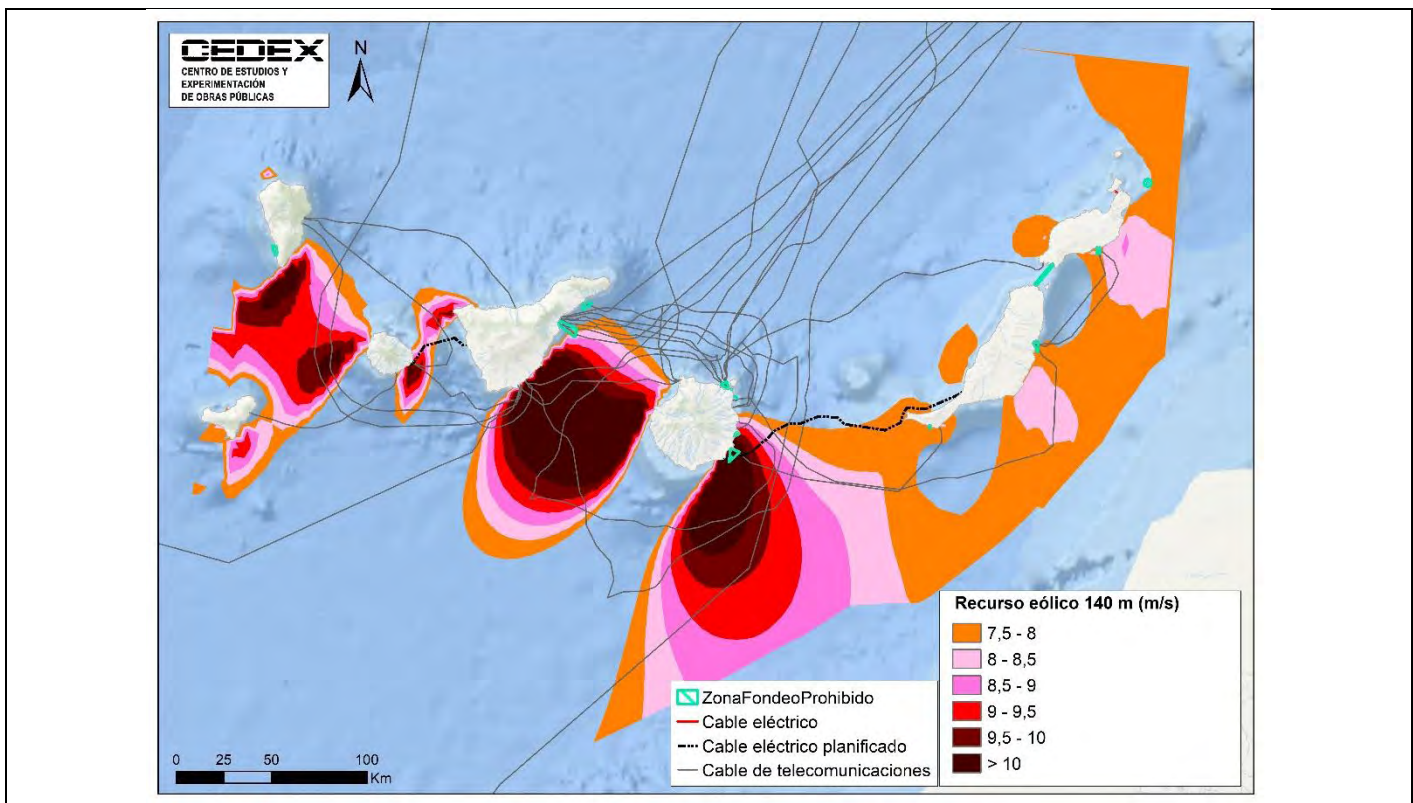 CEDEX
CENTRO DE ESTUDIOS Y
EXPERIMENTACIÓN
DE OBRAS PÚBLICAS
N
Recurso eólico 140 m (m/s)
7,5 - 8
8 - 8,5
8,5 - 9
9 - 9,5
9,5 - 10
> 10
ZonaFondeoProhibido
Cable eléctrico
Cable eléctrico planificado
Cable de telecomunicaciones
0 25 50 100
Km